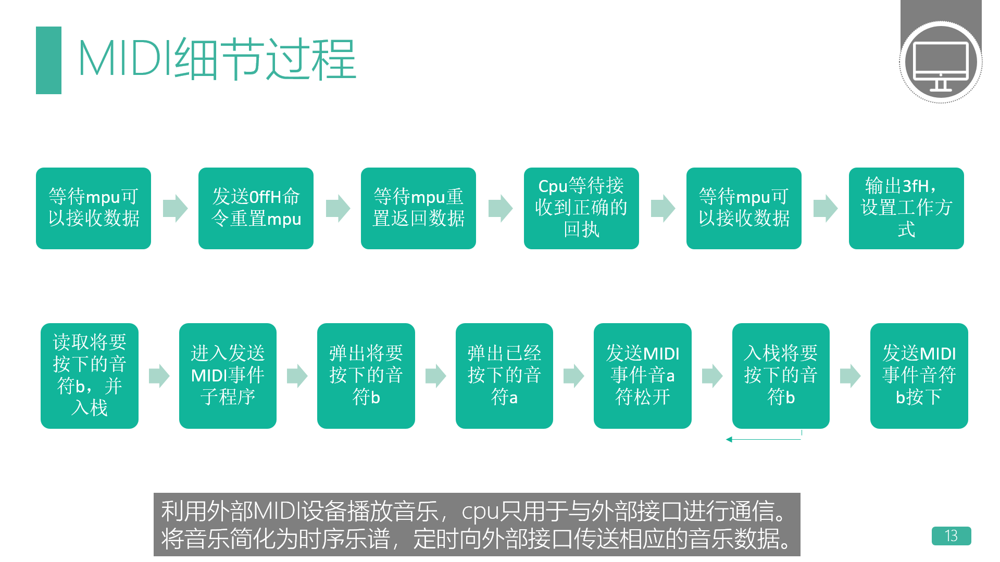 MIDI细节过程
等待mpu可
以接收数据
发送0ffH命
令重置mpu
等待mpu重
置返回数据
Cpu等待接
收到正确的
回执
等待mpu可
以接收数据
输出3fH，
设置工作方
式
读取将要
按下的音
符b，并
入栈
进入发送
MIDI事件
子程序
弹出将要
按下的音
符b
弹出已经
按下的音
符a
发送MIDI
事件音a
符松开
入栈将要
按下的音
符b
发送MIDI
事件音符
b按下
利用外部MIDI设备播放音乐，cpu只用于与外部接口进行通信。
将音乐简化为时序乐谱，定时向外部接口传送相应的音乐数据。
13